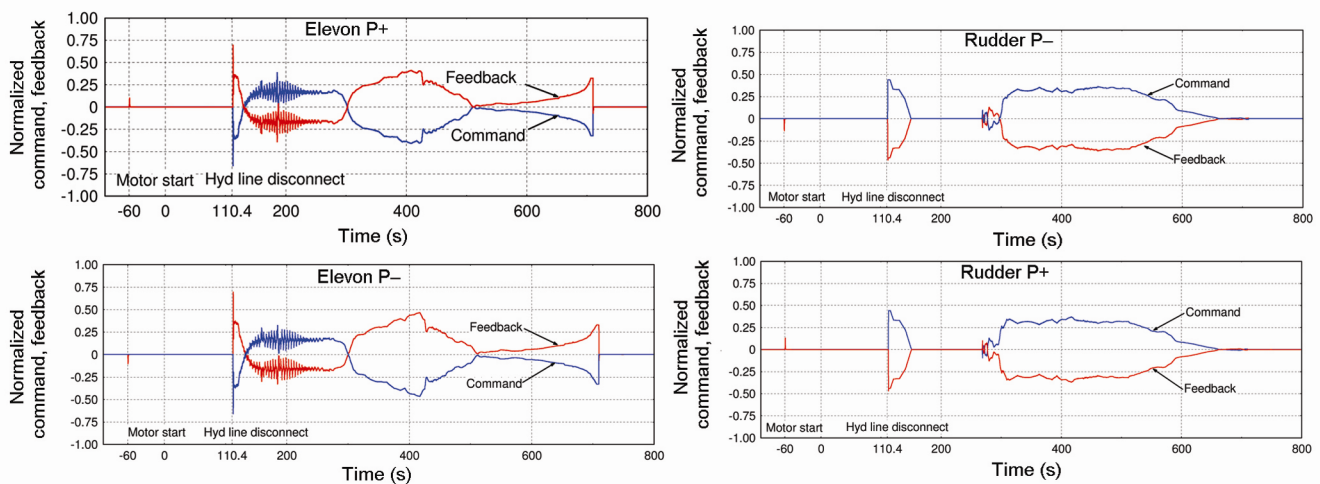 Elevon P+
Normalized
command, feedback
1.00
0.75
0.50
0.25
0
-0.25
-0.50
-0.75
-1.00
Feedback
Command
Motor start Hyd line disconnect
-60 0 110.4 200 400 600 800
Time (s)
Rudder P−
Normalized
command, feedback
1.00
0.75
0.50
0.25
0
-0.25
-0.50
-0.75
-1.00
Command
Feedback
Motor start Hyd line disconnect
-60 0 110.4 200 400 600 800
Time (s)
Elevon P−
Normalized
command, feedback
1.00
0.75
0.50
0.25
0
-0.25
-0.50
-0.75
-1.00
Feedback
Command
Motor start Hyd line disconnect
-60 0 110.4 200 400 600 800
Time (s)
Rudder P+
Normalized
command, feedback
1.00
0.75
0.50
0.25
0
-0.25
-0.50
-0.75
-1.00
Command
Feedback
Motor start Hyd line disconnect
-60 0 110.4 200 400 600 800
Time (s)